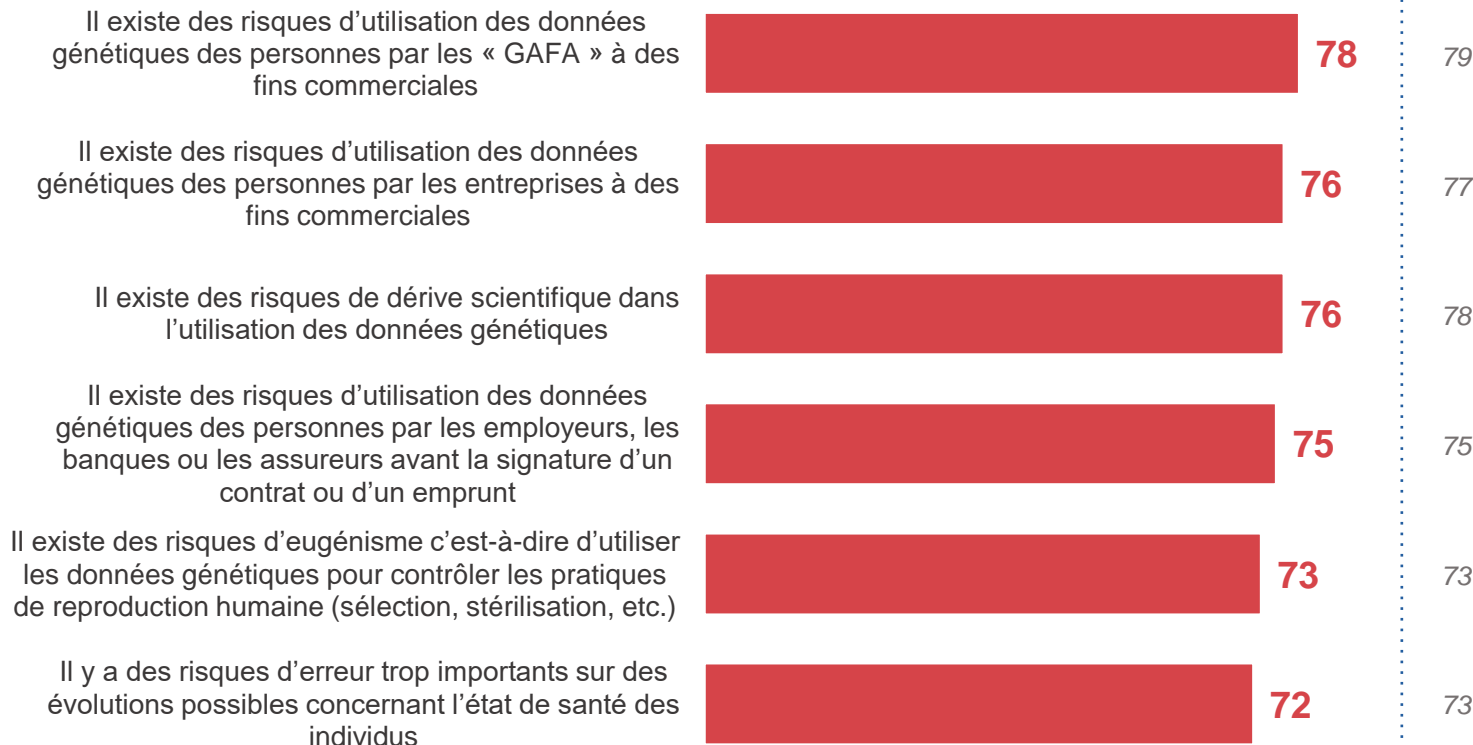 Il existe des risques d’utilisation des données
génétiques des personnes par les « GAFA » à des
fins commerciales
78
79
Il existe des risques d’utilisation des données
génétiques des personnes par les entreprises à des
fins commerciales
76
77
Il existe des risques de dérive scientifique dans
l’utilisation des données génétiques
76
78
Il existe des risques d’utilisation des données
génétiques des personnes par les employeurs, les
banques ou les assureurs avant la signature d’un
contrat ou d’un emprunt
75
75
Il existe des risques d’eugénisme c’est-à-dire d’utiliser
les données génétiques pour contrôler les pratiques
de reproduction humaine (sélection, stérilisation, etc.)
73
73
Il y a des risques d’erreur trop importants sur des
évolutions possibles concernant l’état de santé des
individus
72
73